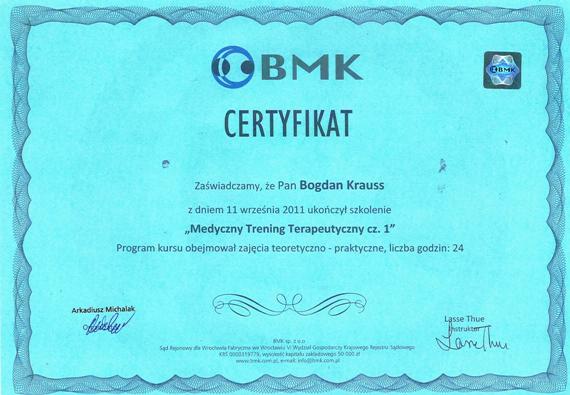 BMK
BMK
CERTYFIKAT
Zaświadczamy, że Pan Bogdan Krauss
z dniem 11 września 2011 ukończył szkolenie
„Medyczny Trening Terapeutyczny cz. 1”
Program kursu obejmował zajęcia teoretyczno - praktyczne, liczba godzin: 24
Arkadiusz Michalak
Lasse Thue
Instruktor
Lasse Thue
BMK sp. z o.o
Sąd Rejonowy dla Wrocławia Fabryczna we Wrocławiu VI Wydział Gospodarczy Krajowego Rejestru Sądowego
KRS 0000319779, wysokość kapitału zakładowego 50 000 zł
www.bmk.com.pl, e-mail: info@bmk.com.pl